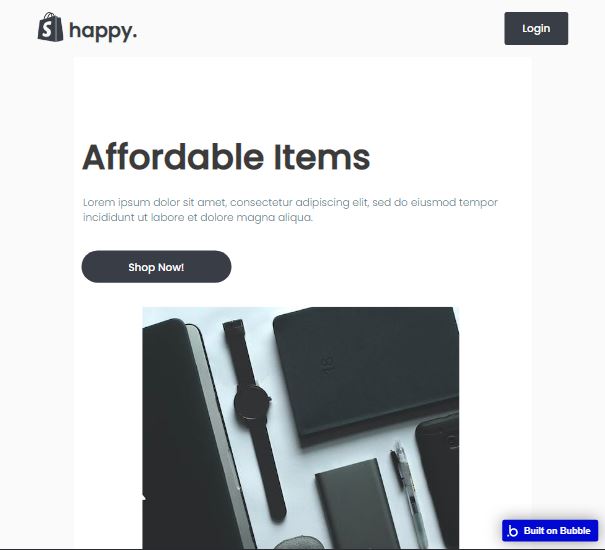 happy.
Login
Affordable Items
Lorem ipsum dolor sit amet, consectetur adipiscing elit, sed do eiusmod tempor
incididunt ut labore et dolore magna aliqua.
Shop Now!
Built on Bubble